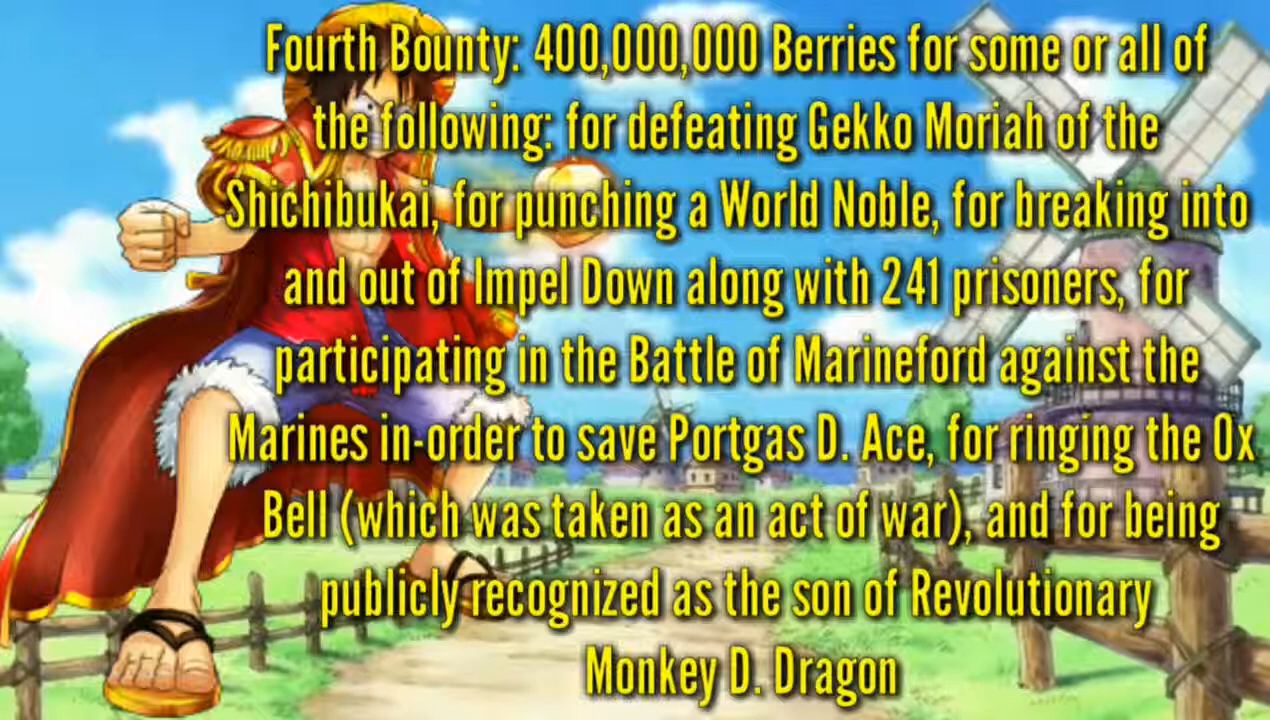 Fourth Bounty: 400,000,000 Berries for some or all of
the following: for defeating Gekko Moriah of the
Shichibukai, for punching a World Noble, for breaking into
and out of Impel Down along with 241 prisoners, for
participating in the Battle of Marineford against the
Marines in-order to save Portgas D. Ace, for ringing the Ox
Bell (which was taken as an act of war), and for being
publicly recognized as the son of Revolutionary
Monkey D. Dragon